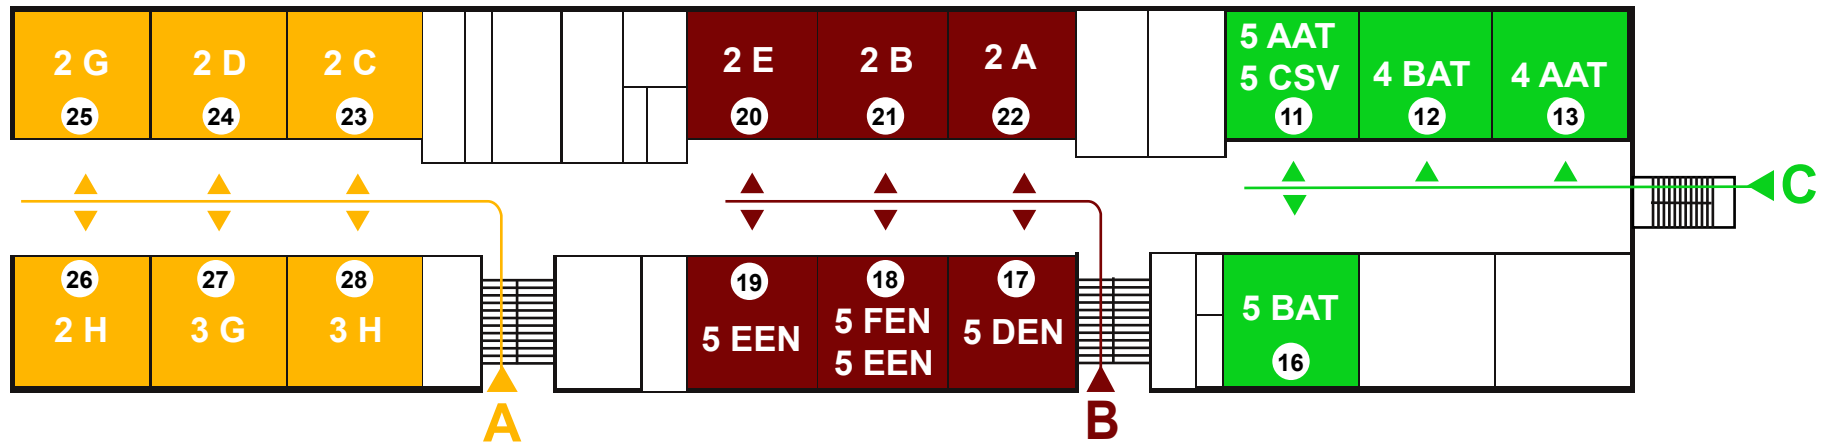 2 G
25
2 D
24
2 C
23
2 E
20
2 B
21
2 A
22
5 AAT
5 CSV
11
4 BAT
12
4 AAT
13
C
26
2 H
27
3 G
28
3 H
19
5 EEN
18
5 FEN
5 EEN
17
5 DEN
5 BAT
16
A
B